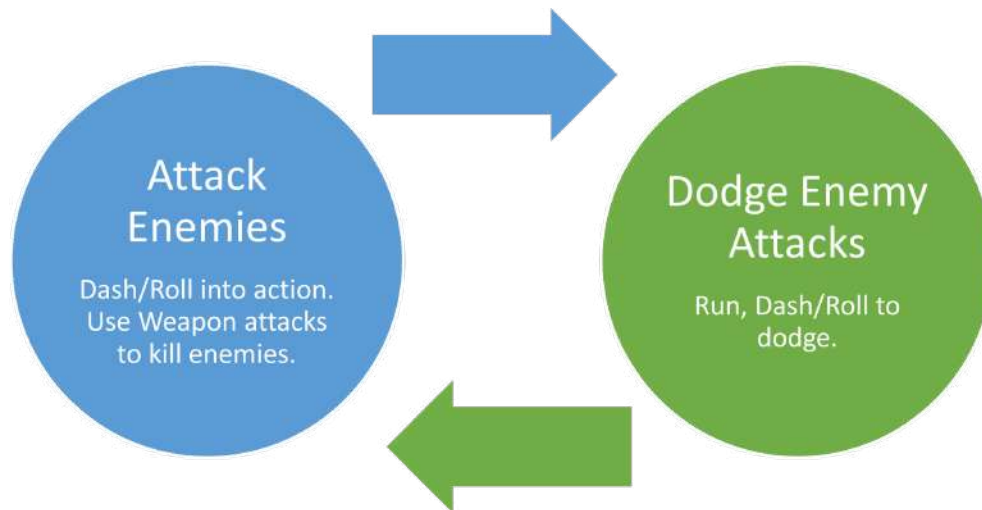 Attack
Enemies
Dash/Roll into action.
Use Weapon attacks
to kill enemies.
Dodge Enemy
Attacks
Run, Dash/Roll to
dodge.